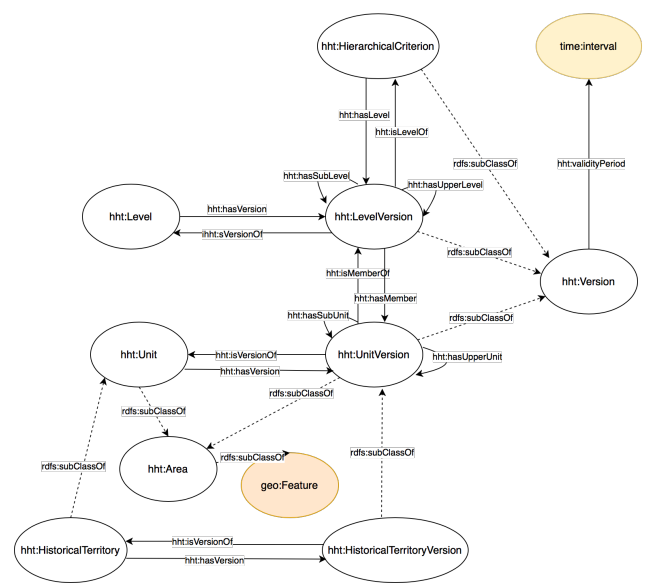 hht:HierarchicalCriterion
time:interval
hht:hasLevel
hht:isLevelOf
rdfs:subClassOf
hht:validityPeriod
hht:hasSubLevel
hht:hasUpperLevel
hht:Level
hht:hasVersion
hht:LevelVersion
ihht:sVersionOf
rdfs:subClassOf
hht:isMemberOf
hht:Version
hht:hasMember
hht:hasSubUnit
rdfs:subClassOf
hht:Unit
hht:isVersionOf
hht:UnitVersion
hht:hasUpperUnit
hht:hasVersion
rdfs:subClassOf
rdfs:subClassOf
rdfs:subClassOf
rdfs:subClassOf
rdfs:subClassOf
hht:Area
geo:Feature
hht:isVersionOf
hht:HistoricalTerritory
hht:HistoricalTerritoryVersion
hht:hasVersion